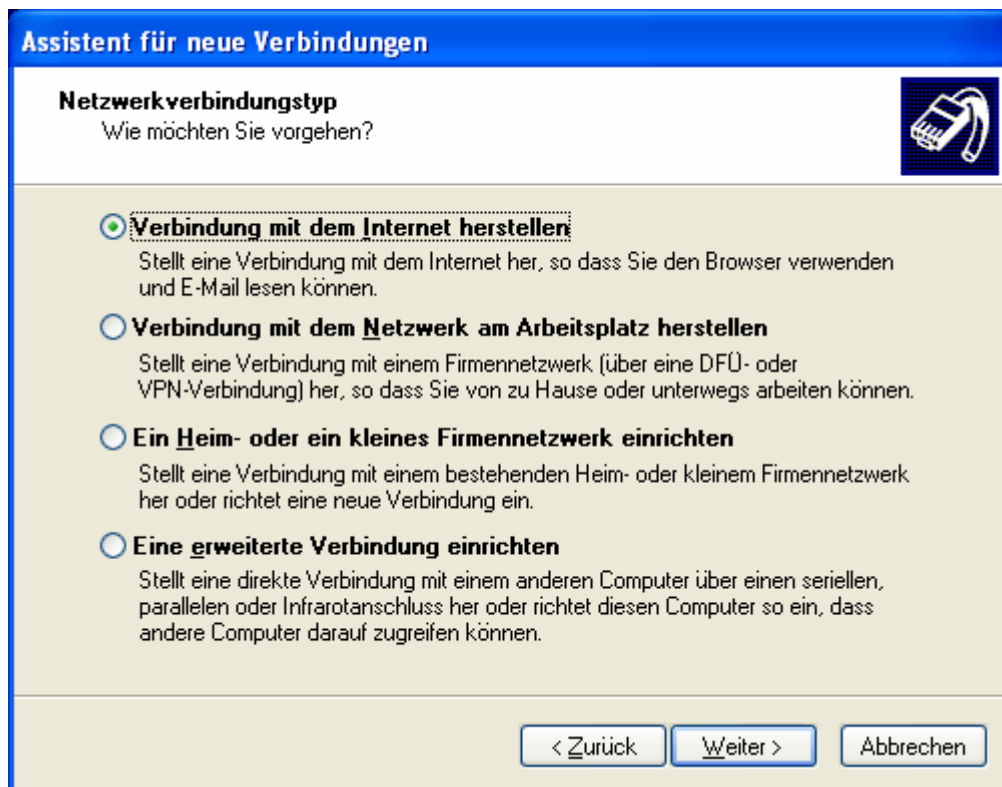 Assistent für neue Verbindungen
Netzwerkverbindungstyp
Wie möchten Sie vorgehen?
Verbindung mit dem Internet herstellen
Stellt eine Verbindung mit dem Internet her, so dass Sie den Browser verwenden
und E-Mail lesen können.
Verbindung mit dem Netzwerk am Arbeitsplatz herstellen
Stellt eine Verbindung mit einem Firmennetzwerk (über eine DFÜ- oder
VPN-Verbindung) her, so dass Sie von zu Hause oder unterwegs arbeiten können.
Ein Heim- oder ein kleines Firmennetzwerk einrichten
Stellt eine Verbindung mit einem bestehenden Heim- oder kleinem Firmennetzwerk
her oder richtet eine neue Verbindung ein.
Eine erweiterte Verbindung einrichten
Stellt eine direkte Verbindung mit einem anderen Computer über einen seriellen,
parallelen oder Infrarotanschluss her oder richtet diesen Computer so ein, dass
andere Computer darauf zugreifen können.
< Zurück Weiter > Abbrechen